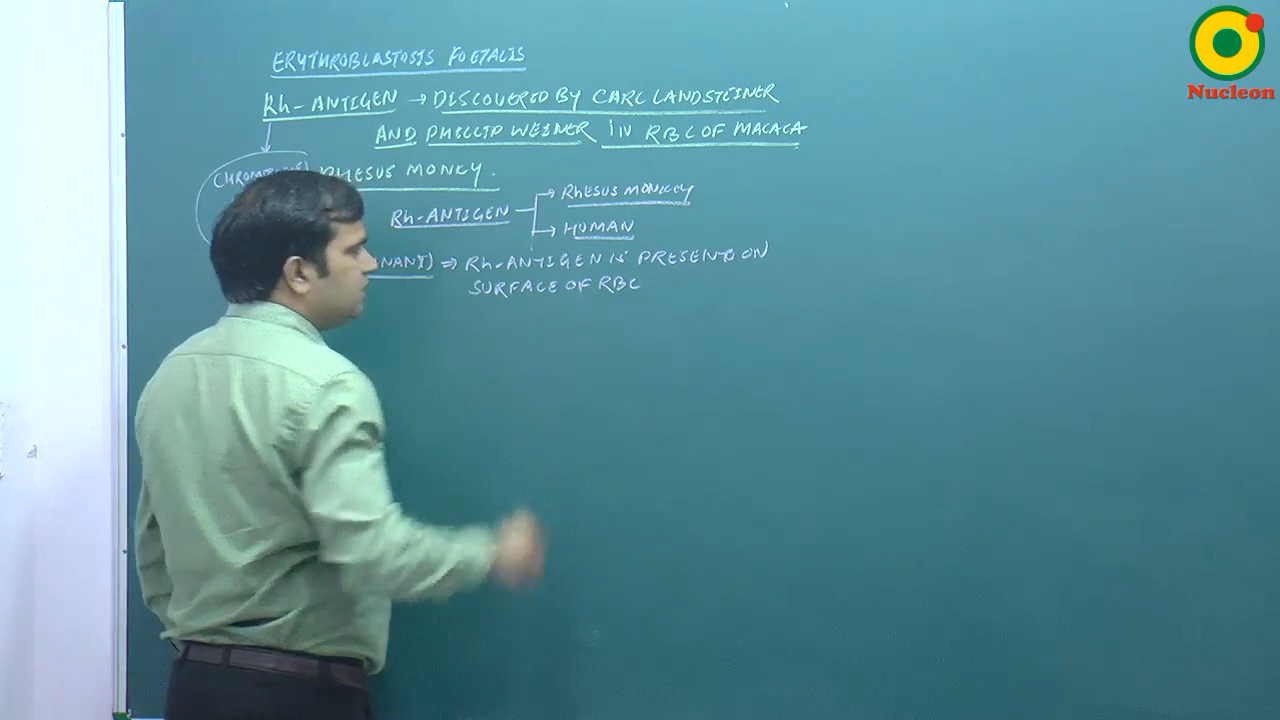 ERYTHROBLASTOSIS FOETALIS
Rh-ANTIGEN → DISCOVERED BY CARL LANDSTEINER
AND PHILLIP WEINER IN RBC OF MACACA
RHESUS MONKY.
Rh-ANTIGEN → RHESUS MONKEY
→ HUMAN
⇒ Rh-ANTIGEN IS PRESENT ON
SURFACE OF RBC
Nucleon